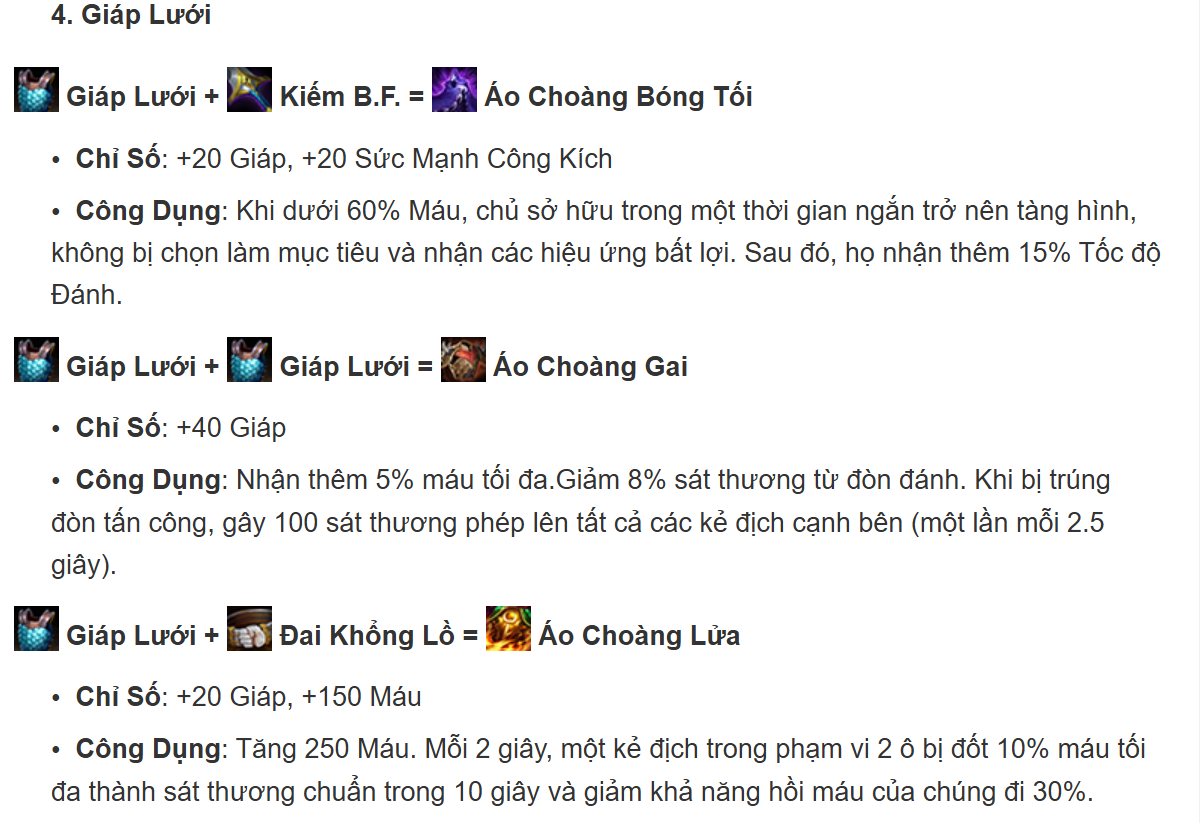 4. Giáp Lưới
Giáp Lưới + Kiếm B.F. = Áo Choàng Bóng Tối
• Chỉ Số: +20 Giáp, +20 Sức Mạnh Công Kích
• Công Dụng: Khi dưới 60% Máu, chủ sở hữu trong một thời gian ngắn trở nên tàng hình,
không bị chọn làm mục tiêu và nhận các hiệu ứng bất lợi. Sau đó, họ nhận thêm 15% Tốc độ
Đánh.
Giáp Lưới + Giáp Lưới = Áo Choàng Gai
• Chỉ Số: +40 Giáp
• Công Dụng: Nhận thêm 5% máu tối đa.Giảm 8% sát thương từ đòn đánh. Khi bị trúng
đòn tấn công, gây 100 sát thương phép lên tất cả các kẻ địch cạnh bên (một lần mỗi 2.5
giây).
Giáp Lưới + Đai Khổng Lồ = Áo Choàng Lửa
• Chỉ Số: +20 Giáp, +150 Máu
• Công Dụng: Tăng 250 Máu. Mỗi 2 giây, một kẻ địch trong phạm vi 2 ô bị đốt 10% máu tối
đa thành sát thương chuẩn trong 10 giây và giảm khả năng hồi máu của chúng đi 30%.